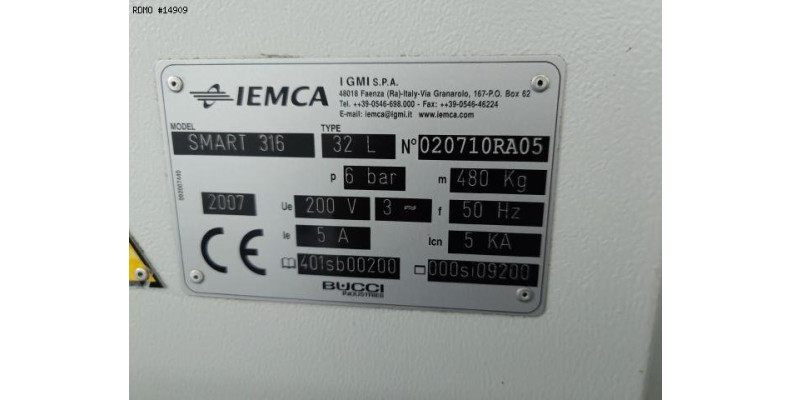 RDMO #14909
IEMCA
I GMI S.P.A.
48018 Faenza (Ra)-Italy-Via Granarolo, 167-P.O. Box 62
Tel. ++39-0546-698.000 - Fax: ++39-0546-46224
E-mail: iemca@igmi.it www.iemca.com
MODEL TYPE
SMART 316 32 L N° 020710RA05
p 6 bar m 480 Kg
2007 Ue 200 V 3 ~ f 50 Hz
CE Ie 5 A Icn 5 KA
401sb00200 000si09200
BUCCI
INDUSTRIES